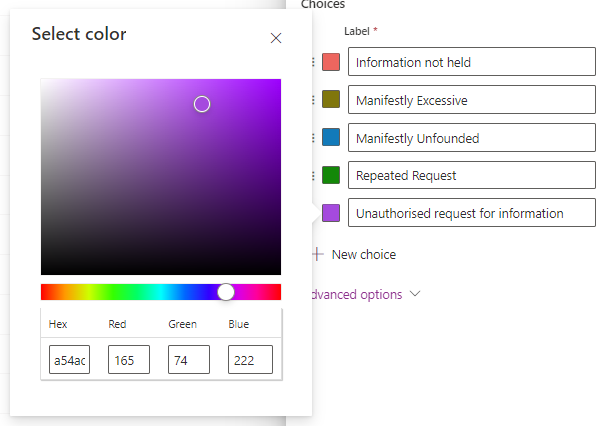 Choices
Select color
Label *
Information not held
Manifestly Excessive
Manifestly Unfounded
Repeated Request
Unauthorised request for information
New choice
dvanced options
Hex Red Green Blue
a54ac 165 74 222